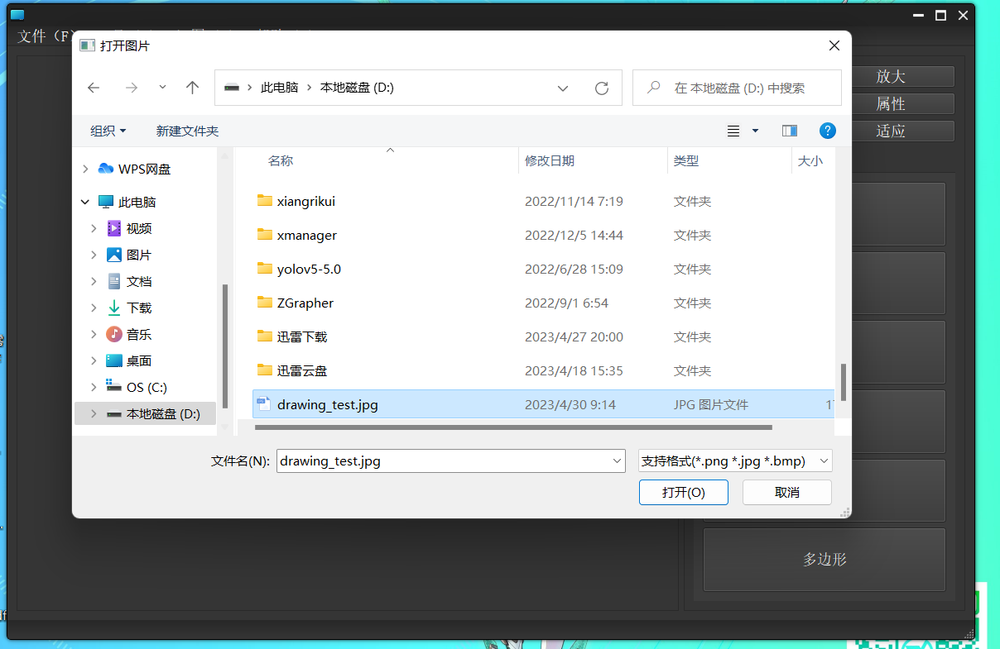 文件（F）
打开图片
此电脑 本地磁盘 (D:)
在 本地磁盘 (D:) 中搜索
组织 新建文件夹
WPS网盘
此电脑
视频
图片
文档
下载
音乐
桌面
OS (C:)
本地磁盘 (D:)
名称 修改日期 类型 大小
xiangrikui 2022/11/14 7:19 文件夹
xmanager 2022/12/5 14:44 文件夹
yolov5-5.0 2022/6/28 15:09 文件夹
ZGrapher 2022/9/1 6:54 文件夹
迅雷下载 2023/4/27 20:00 文件夹
迅雷云盘 2023/4/18 15:35 文件夹
drawing_test.jpg 2023/4/30 9:14 JPG 图片文件
文件名(N): drawing_test.jpg 支持格式(*.png *.jpg *.bmp)
打开(O) 取消
放大
属性
适应
多边形